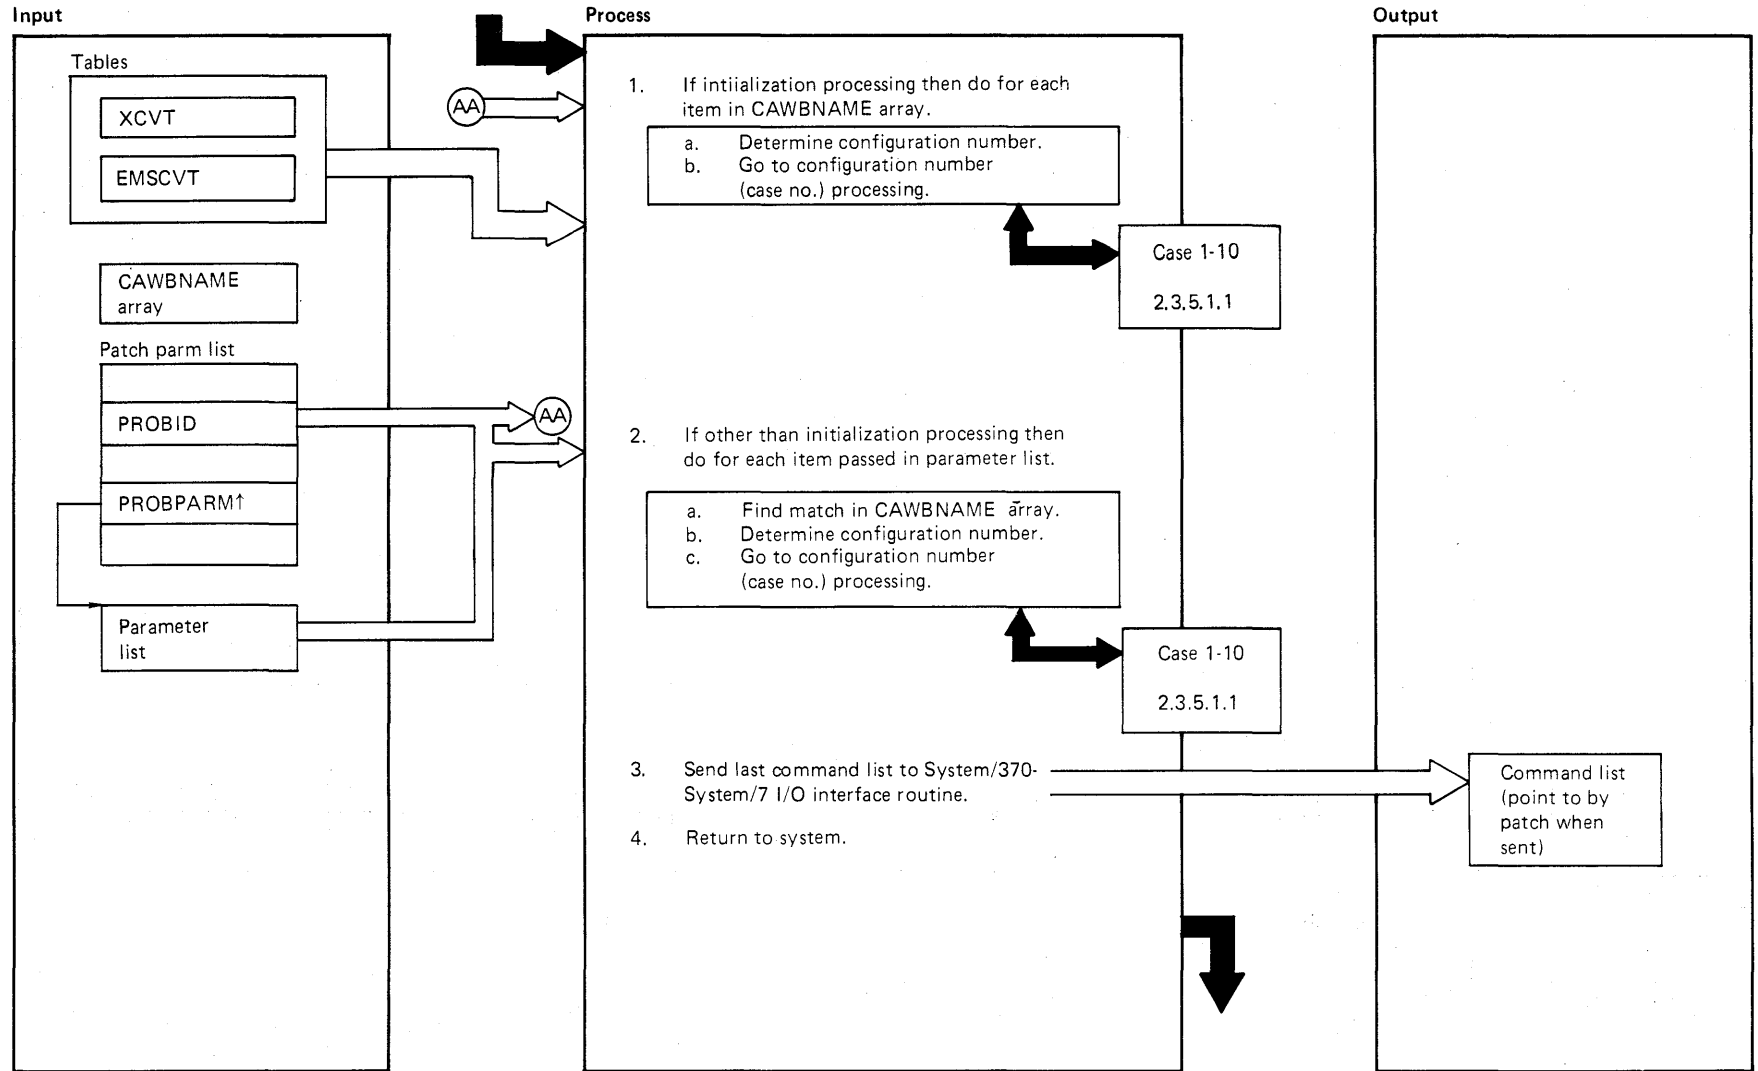 Input
Tables
XCVT
EMSCVT
CAWBNAME
array
Patch parm list
PROBID
PROBPARM↑
Parameter
list
AA
AA
Process
1. If intiialization processing then do for each
item in CAWBNAME array.
a. Determine configuration number.
b. Go to configuration number
(case no.) processing.
Case 1-10
2.3.5.1.1
2. If other than initialization processing then
do for each item passed in parameter list.
a. Find match in CAWBNAME array.
b. Determine configuration number.
c. Go to configuration number
(case no.) processing.
Case 1-10
2.3.5.1.1
3. Send last command list to System/370-
System/7 I/O interface routine.
4. Return to system.
Output
Command list
(point to by
patch when
sent)